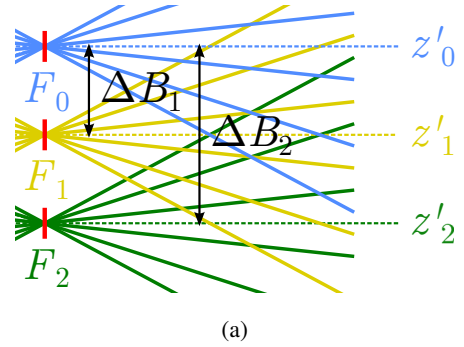 z'₀
F₀
ΔB₁
F₁
ΔB₂
z'₁
F₂
z'₂
(a)